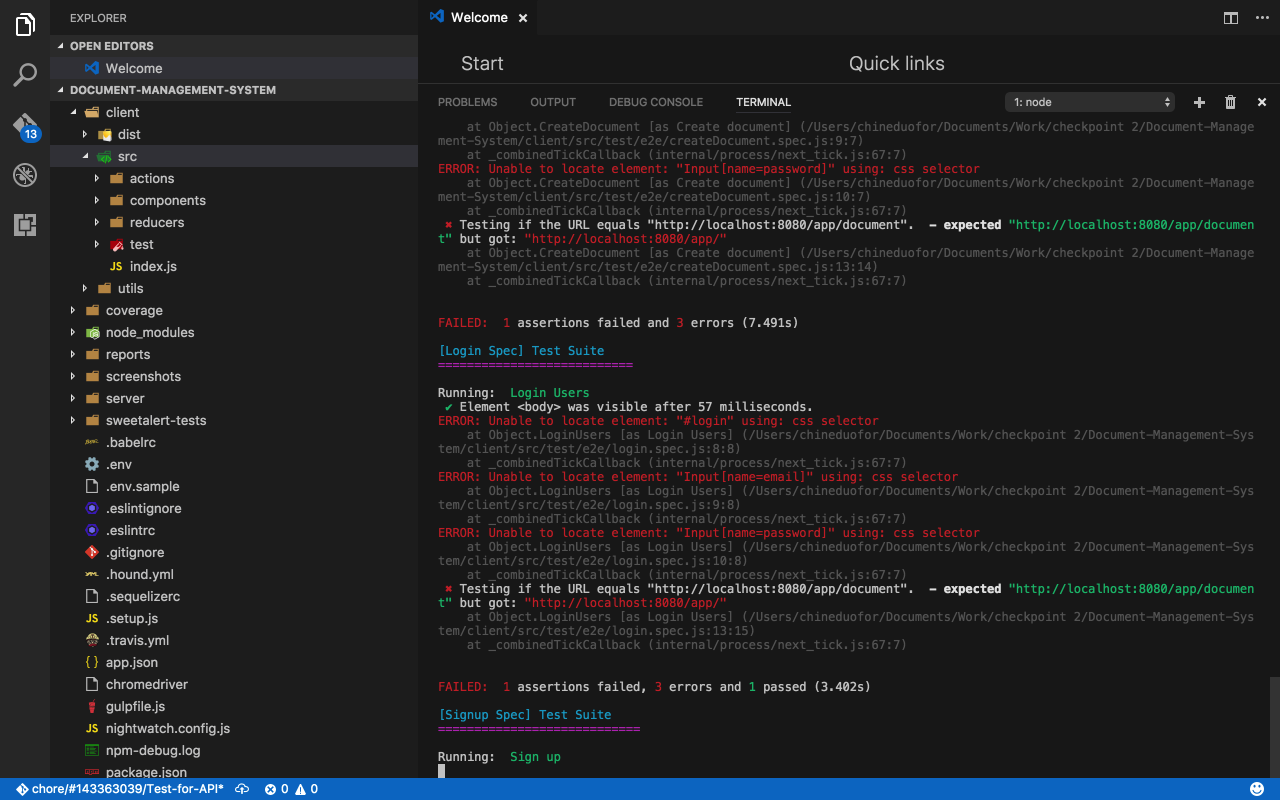 EXPLORER
OPEN EDITORS
Welcome
DOCUMENT-MANAGEMENT-SYSTEM
client
dist
src
actions
components
reducers
test
JS index.js
utils
coverage
node_modules
reports
screenshots
server
sweetalert-tests
.babelrc
.env
.env.sample
.eslintignore
.eslintrc
.gitignore
.hound.yml
.sequelizerc
JS .setup.js
.travis.yml
{ } app.json
chromedriver
gulpfile.js
JS nightwatch.config.js
npm-debug.log
package.json
13
Welcome ×
Start Quick links
PROBLEMS OUTPUT DEBUG CONSOLE TERMINAL 1: node
at Object.CreateDocument [as Create document] (/Users/chineduofor/Documents/Work/checkpoint 2/Document-Manage
ment-System/client/src/test/e2e/createDocument.spec.js:9:7)
at _combinedTickCallback (internal/process/next_tick.js:67:7)
ERROR: Unable to locate element: "Input[name=password]" using: css selector
at Object.CreateDocument [as Create document] (/Users/chineduofor/Documents/Work/checkpoint 2/Document-Manage
ment-System/client/src/test/e2e/createDocument.spec.js:10:7)
at _combinedTickCallback (internal/process/next_tick.js:67:7)
✖ Testing if the URL equals "http://localhost:8080/app/document".  – expected "http://localhost:8080/app/documen
t" but got: "http://localhost:8080/app/"
at Object.CreateDocument [as Create document] (/Users/chineduofor/Documents/Work/checkpoint 2/Document-Manage
ment-System/client/src/test/e2e/createDocument.spec.js:13:14)
at _combinedTickCallback (internal/process/next_tick.js:67:7)
FAILED:  1 assertions failed and 3 errors (7.491s)
[Login Spec] Test Suite
===========================
Running:  Login Users
✔ Element <body> was visible after 57 milliseconds.
ERROR: Unable to locate element: "#login" using: css selector
at Object.LoginUsers [as Login Users] (/Users/chineduofor/Documents/Work/checkpoint 2/Document-Management-Sys
tem/client/src/test/e2e/login.spec.js:8:8)
at _combinedTickCallback (internal/process/next_tick.js:67:7)
ERROR: Unable to locate element: "Input[name=email]" using: css selector
at Object.LoginUsers [as Login Users] (/Users/chineduofor/Documents/Work/checkpoint 2/Document-Management-Sys
tem/client/src/test/e2e/login.spec.js:9:8)
at _combinedTickCallback (internal/process/next_tick.js:67:7)
ERROR: Unable to locate element: "Input[name=password]" using: css selector
at Object.LoginUsers [as Login Users] (/Users/chineduofor/Documents/Work/checkpoint 2/Document-Management-Sys
tem/client/src/test/e2e/login.spec.js:10:8)
at _combinedTickCallback (internal/process/next_tick.js:67:7)
✖ Testing if the URL equals "http://localhost:8080/app/document".  – expected "http://localhost:8080/app/documen
t" but got: "http://localhost:8080/app/"
at Object.LoginUsers [as Login Users] (/Users/chineduofor/Documents/Work/checkpoint 2/Document-Management-Sys
tem/client/src/test/e2e/login.spec.js:13:15)
at _combinedTickCallback (internal/process/next_tick.js:67:7)
FAILED:  1 assertions failed, 3 errors and 1 passed (3.402s)
[Signup Spec] Test Suite
============================
Running:  Sign up
chore/#143363039/Test-for-API* 0 0